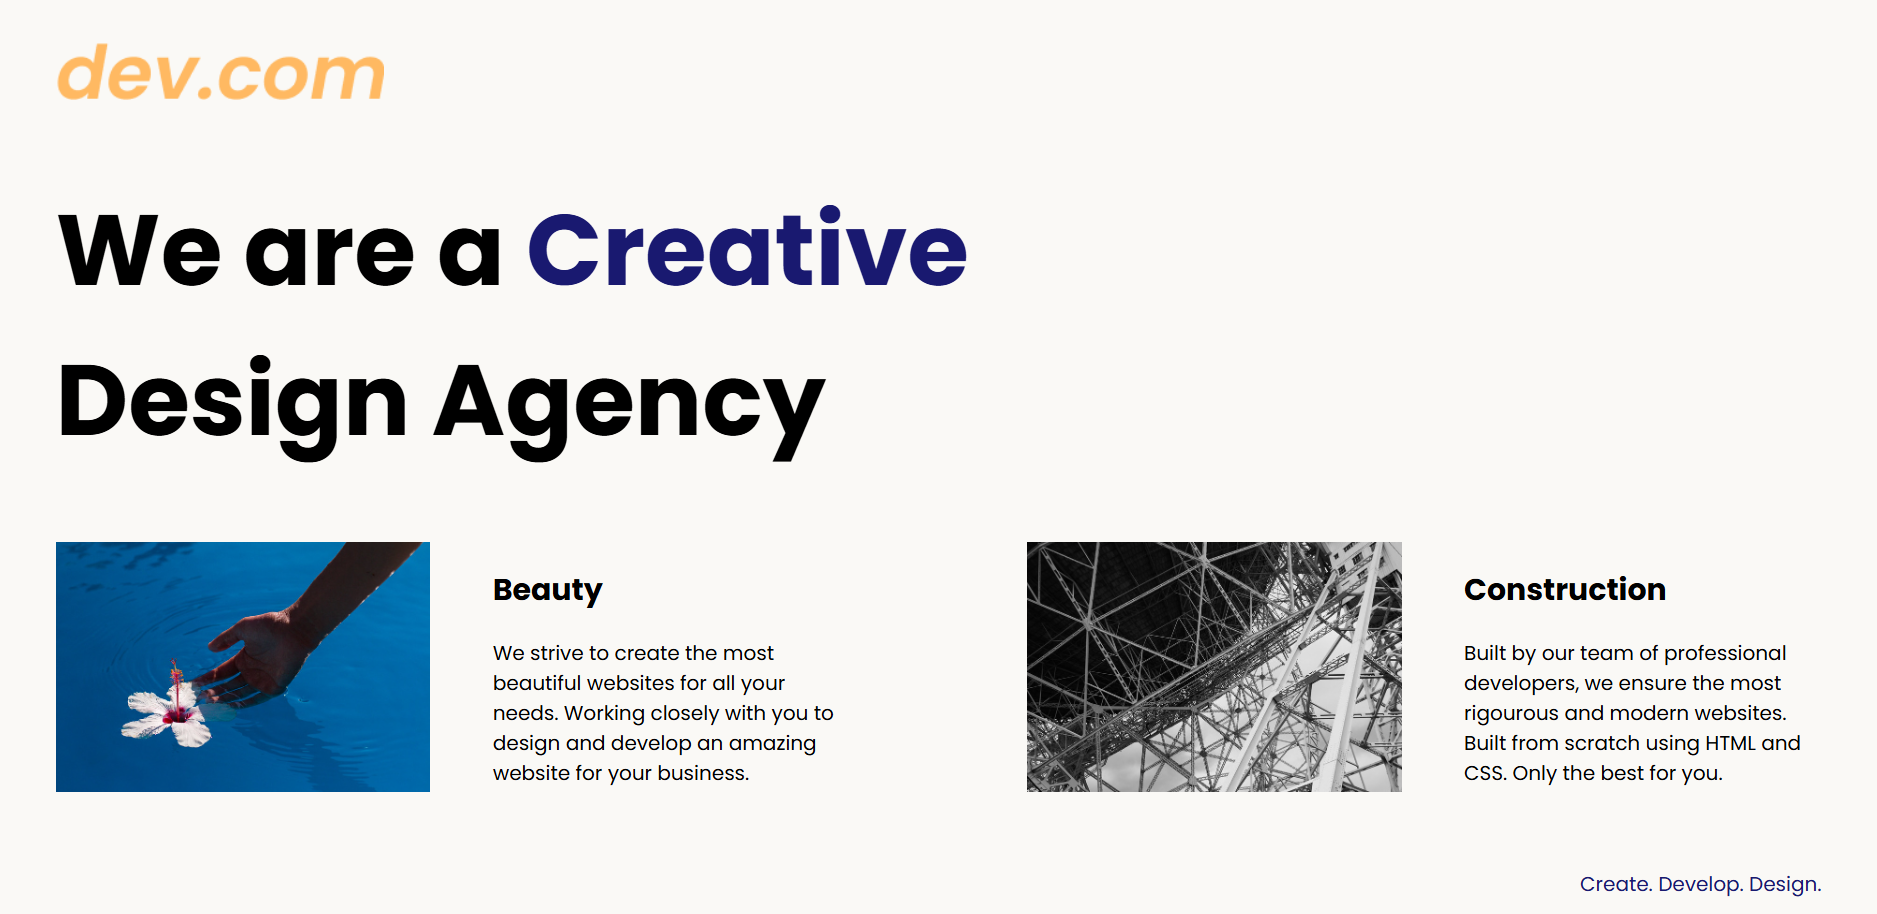 dev.com
We are a Creative
Design Agency
Beauty
We strive to create the most
beautiful websites for all your
needs. Working closely with you to
design and develop an amazing
website for your business.
Construction
Built by our team of professional
developers, we ensure the most
rigourous and modern websites.
Built from scratch using HTML and
CSS. Only the best for you.
Create. Develop. Design.